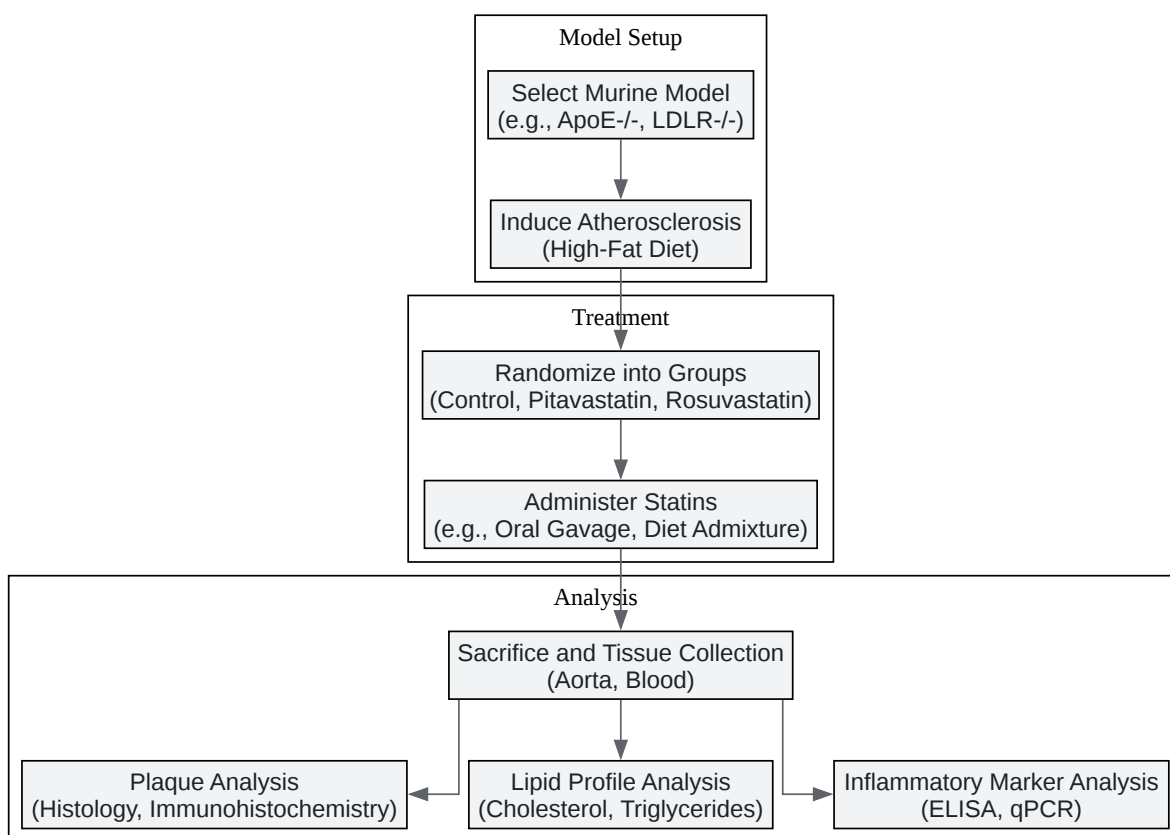 Model Setup
Select Murine Model
(e.g., ApoE-/-, LDLR-/-)
Induce Atherosclerosis
(High-Fat Diet)
Treatment
Randomize into Groups
(Control, Pitavastatin, Rosuvastatin)
Administer Statins
(e.g., Oral Gavage, Diet Admixture)
Analysis
Sacrifice and Tissue Collection
(Aorta, Blood)
Plaque Analysis
(Histology, Immunohistochemistry)
Lipid Profile Analysis
(Cholesterol, Triglycerides)
Inflammatory Marker Analysis
(ELISA, qPCR)